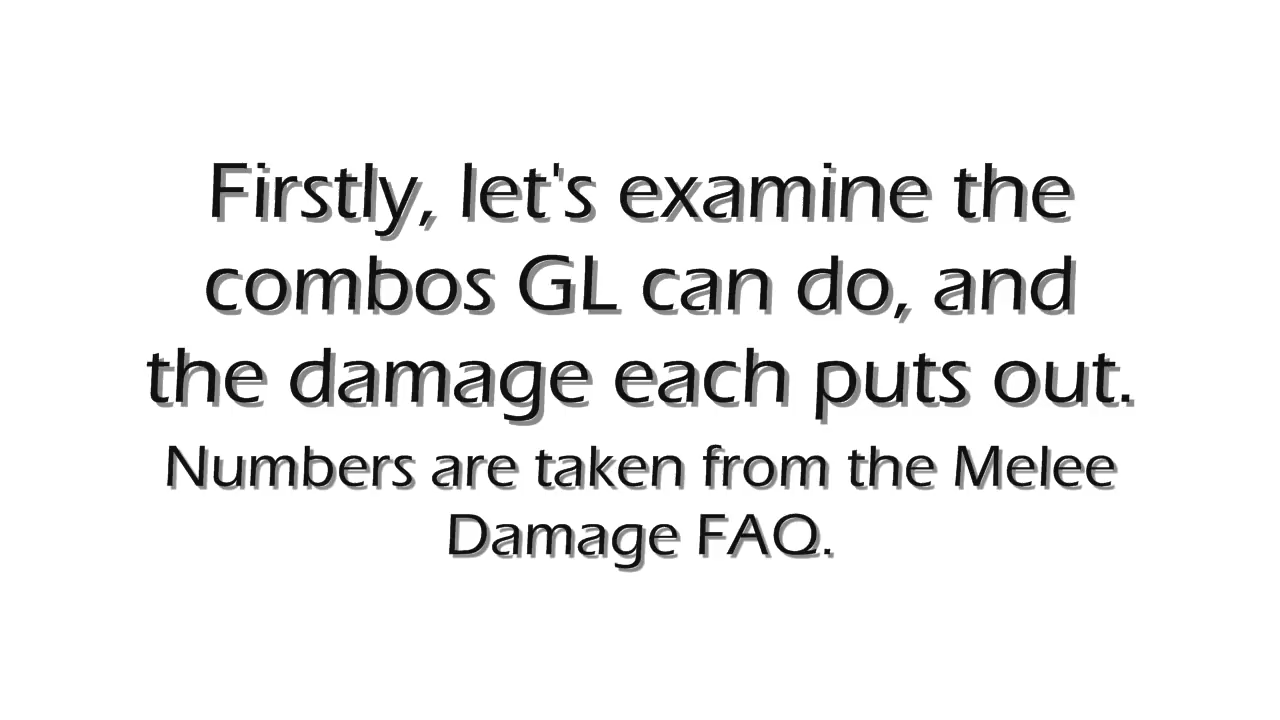 Firstly, let's examine the
combos GL can do, and
the damage each puts out.
Numbers are taken from the Melee
Damage FAQ.